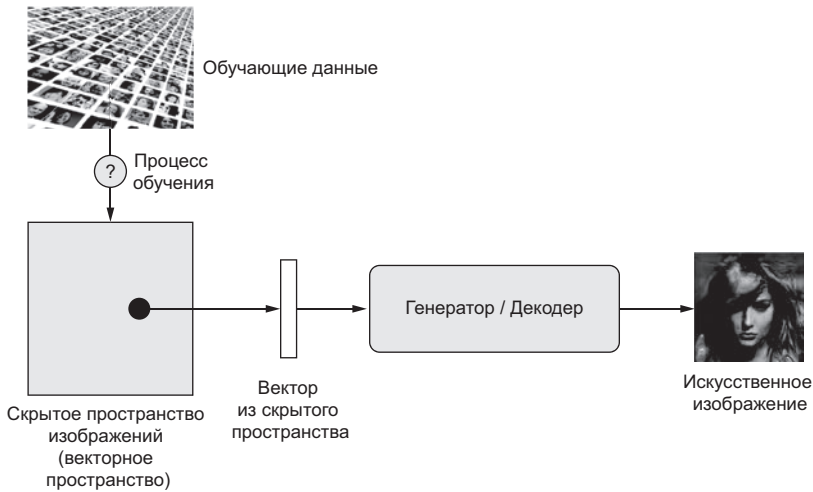 Обучающие данные
?
Процесс
обучения
Генератор / Декодер
Вектор
из скрытого
пространства
Искусственное
изображение
Скрытое пространство
изображений
(векторное
пространство)